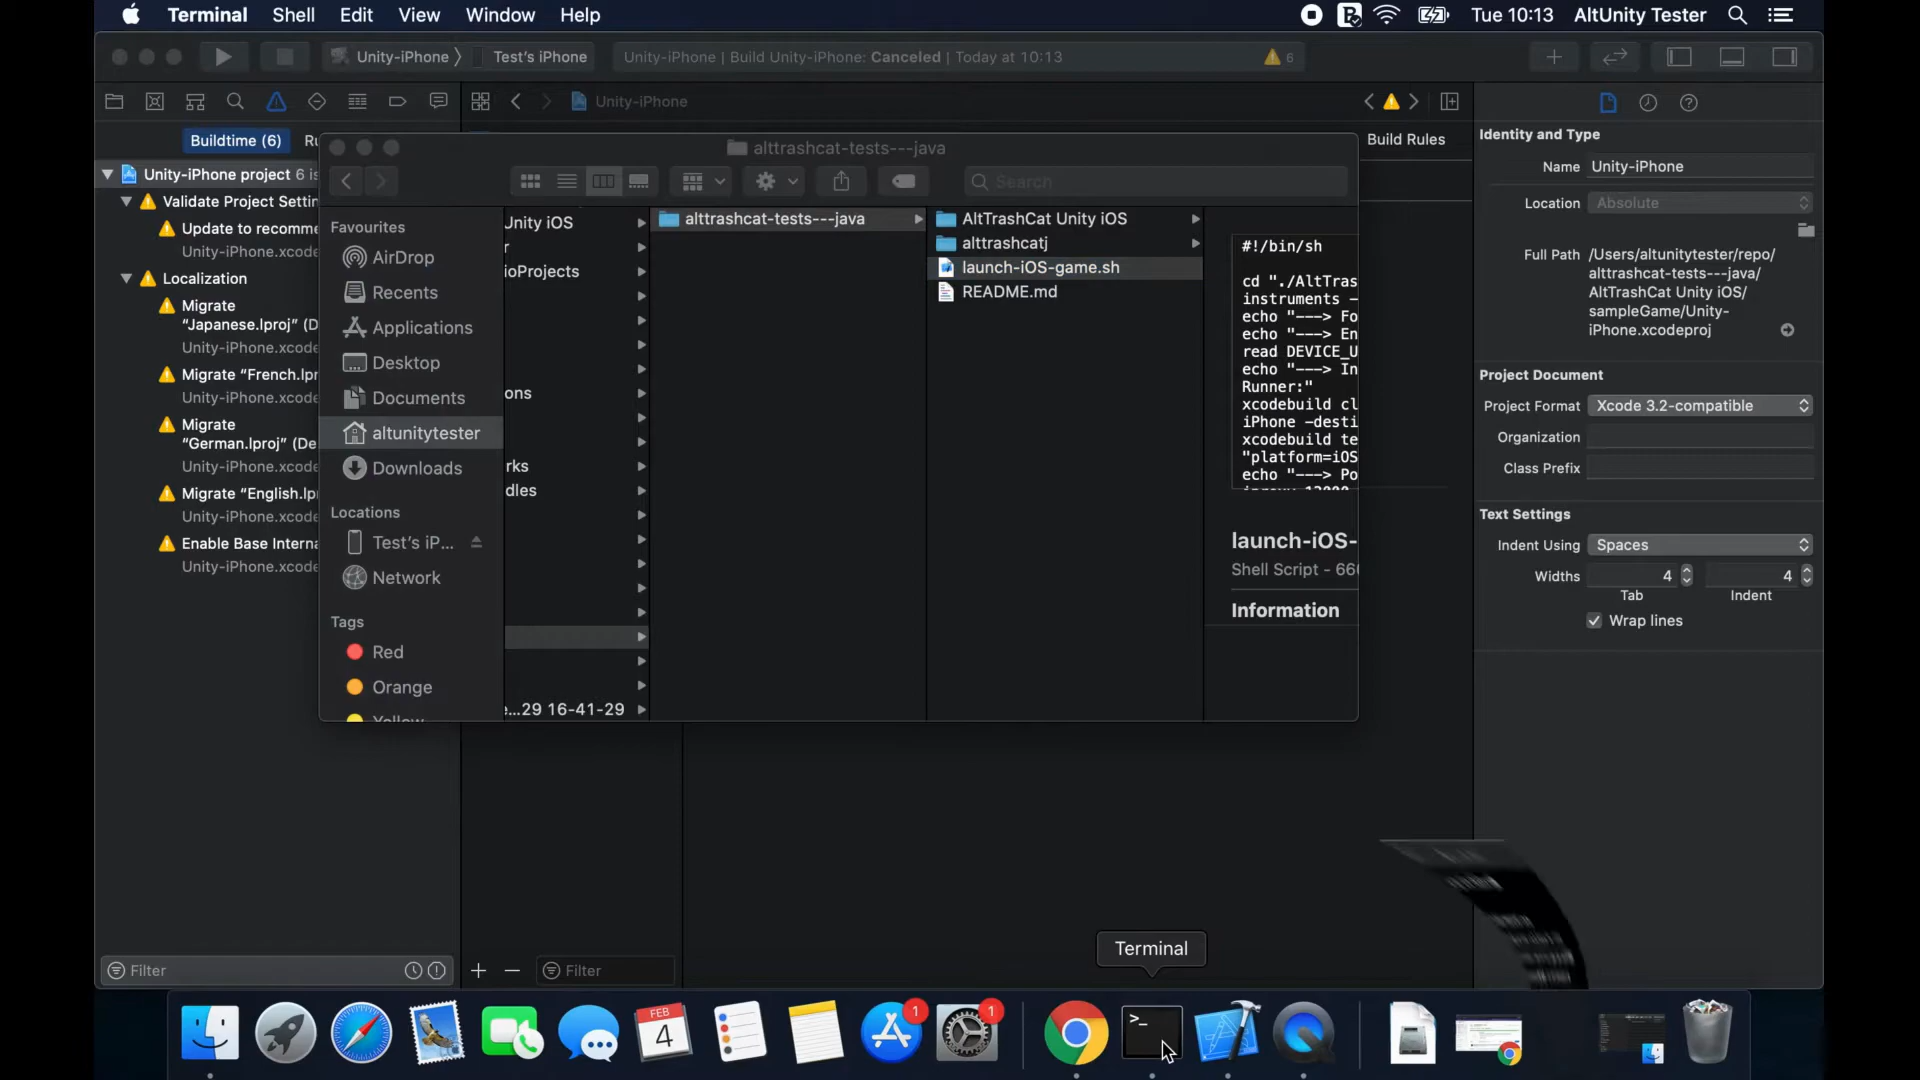 Terminal Shell Edit View Window Help Tue 10:13 AltUnity Tester
Unity-iPhone Test's iPhone Unity-iPhone | Build Unity-iPhone: Canceled | Today at 10:13 6
Unity-iPhone
Buildtime (6)
Unity-iPhone project 6 is
Validate Project Settin
Update to recomme
Unity-iPhone.xcode
Localization
Migrate
“Japanese.lproj” (D
Unity-iPhone.xcode
Migrate “French.lpr
Unity-iPhone.xcode
Migrate
“German.lproj” (De
Unity-iPhone.xcode
Migrate “English.lp
Unity-iPhone.xcode
Enable Base Interna
Unity-iPhone.xcode
Filter
Filter
alttrashcat-tests---java
Search
Favourites
AirDrop
Recents
Applications
Desktop
Documents
altunitytester
Downloads
Locations
Test's iP...
Network
Tags
Red
Orange
Yellow
Unity iOS
r
ioProjects
ons
rks
dles
e...29 16-41-29
alttrashcat-tests---java
AltTrashCat Unity iOS
alttrashcatj
launch-iOS-game.sh
README.md
#!/bin/sh
cd "./AltTras
instruments -
echo "---> Fo
echo "---> En
read DEVICE_U
echo "---> In
Runner:"
xcodebuild cl
iPhone -desti
xcodebuild te
"platform=iOS
echo "---> Po
launch-iOS-
Shell Script - 66
Information
Build Rules
Identity and Type
Name Unity-iPhone
Location Absolute
Full Path /Users/altunitytester/repo/
alttrashcat-tests---java/
AltTrashCat Unity iOS/
sampleGame/Unity-
iPhone.xcodeproj
Project Document
Project Format Xcode 3.2-compatible
Organization
Class Prefix
Text Settings
Indent Using Spaces
Widths 4 4
Tab Indent
Wrap lines
Terminal
FEB
4
1
1
>_